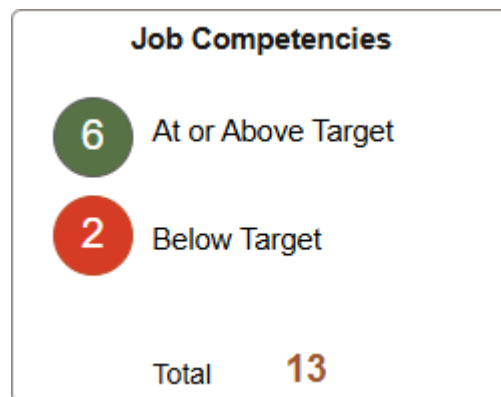 Job Competencies
6 At or Above Target
2 Below Target
Total 13